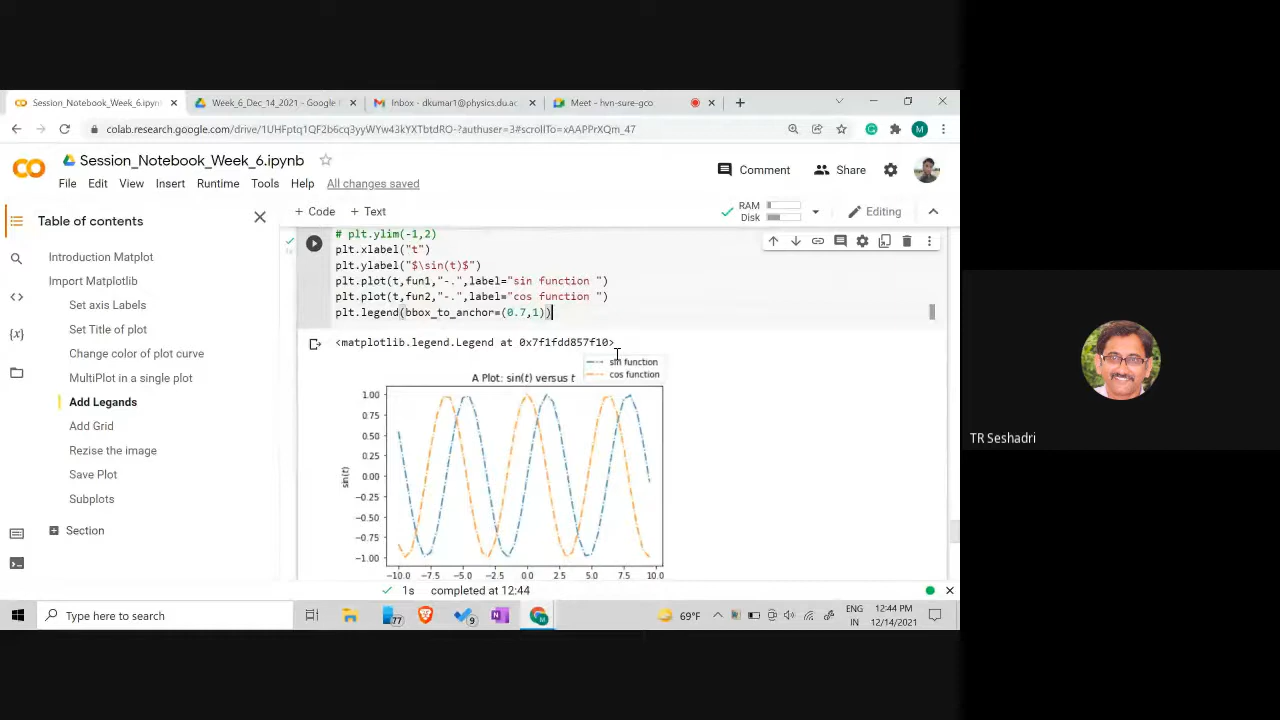 Session_Notebook_Week_6.ipynb
Week_6_Dec_14_2021 - Google
Inbox - dkumar1@physics.du.ac
Meet - hvn-sure-gco
colab.research.google.com/drive/1UHFptq1QF2b6cq3yyWYw43kYXTbtdRO-?authuser=3#scrollTo=xAAPPrXQm_47
M
Session_Notebook_Week_6.ipynb
File Edit View Insert Runtime Tools Help All changes saved
Comment Share
+ Code + Text
RAM
Disk
Editing
Table of contents
Introduction Matplot
Import Matplotlib
Set axis Labels
Set Title of plot
Change color of plot
MultiPlot in a single plot
Add Legands
Add Grid
Rezise the image
Save Plot
Subplots
Section
# plt.ylim(-1,2)
plt.xlabel("t")
plt.ylabel("$\sin(t)$")
plt.plot(t,fun1,"-.",label="sin function ")
plt.plot(t,fun2,"-.",label="cos function ")
plt.legend(bbox_to_anchor=(0.7,1))
1s
<matplotlib.legend.Legend at 0x7f1fdd857f10>
sin function
cos function
A Plot: sin(t) versus t
1.00
0.75
0.50
0.25
0.00
−0.25
−0.50
−0.75
−1.00
sin(t)
−10.0 −7.5 −5.0 −2.5 0.0 2.5 5.0 7.5 10.0
1s completed at 12:44
Type here to search
77
9
69°F
ENG
IN
12:44 PM
12/14/2021
TR Seshadri